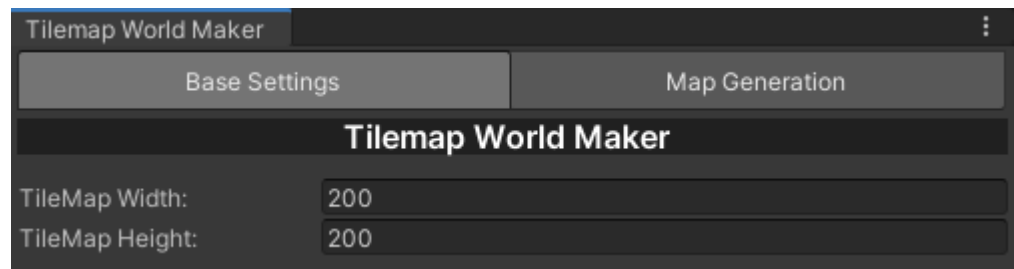 Tilemap World Maker
Base Settings Map Generation
Tilemap World Maker
TileMap Width: 200
TileMap Height: 200